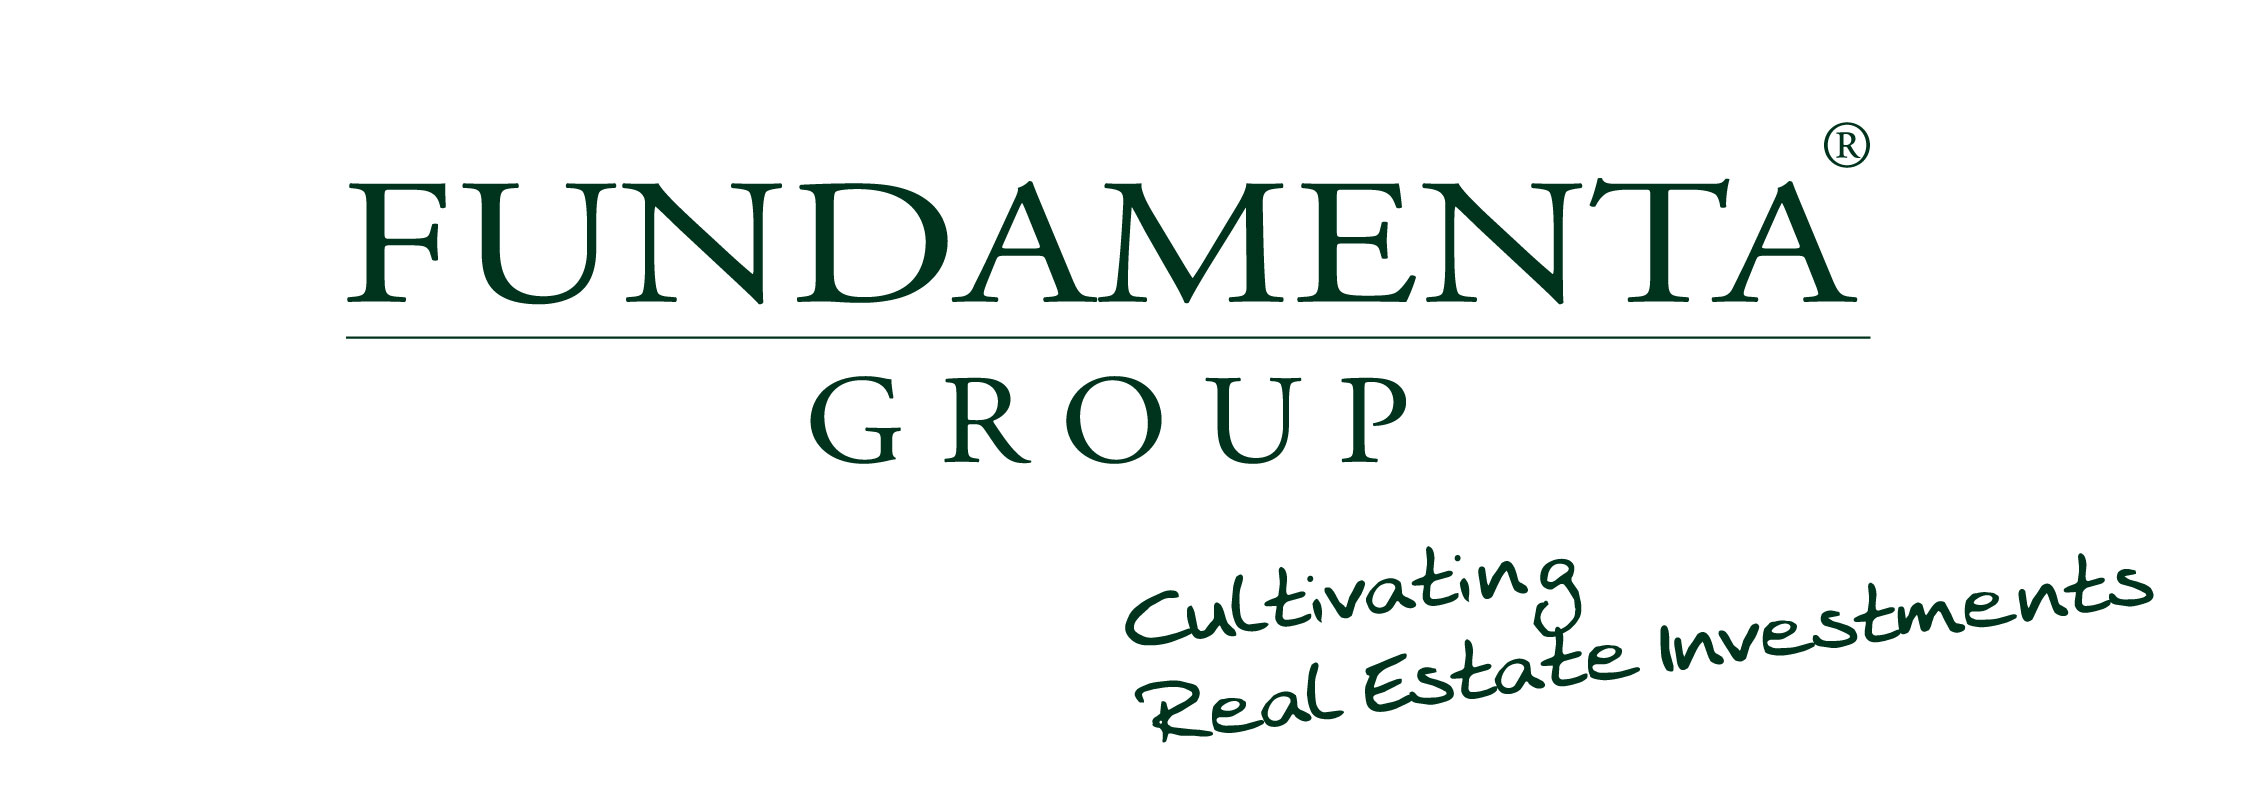 FUNDAMENTA®
GROUP
Cultivating
Real Estate Investments